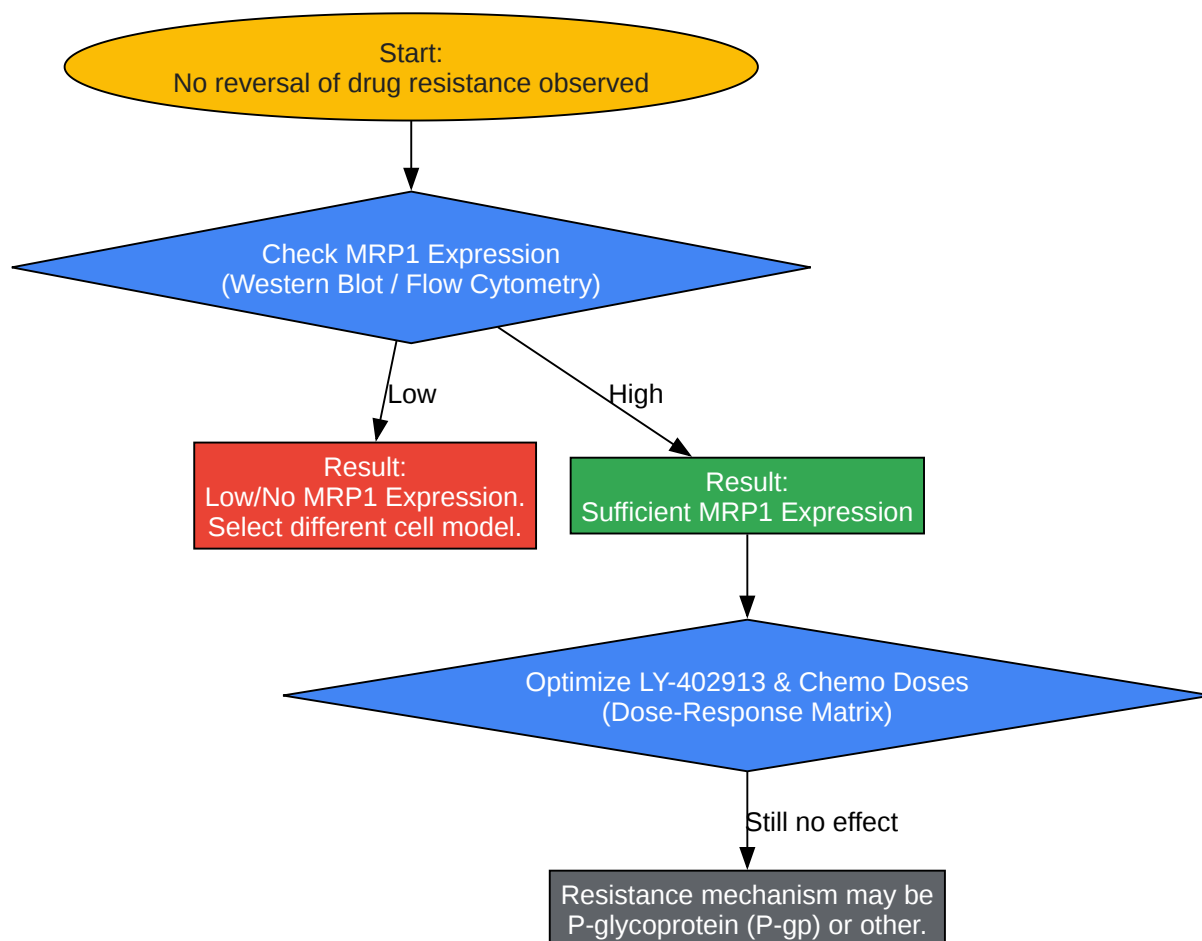 Start:
No reversal of drug resistance observed
Check MRP1 Expression
(Western Blot / Flow Cytometry)
Low
High
Result:
Low/No MRP1 Expression.
Select different cell model.
Result:
Sufficient MRP1 Expression
Optimize LY-402913 & Chemo Doses
(Dose-Response Matrix)
Still no effect
Resistance mechanism may be
P-glycoprotein (P-gp) or other.